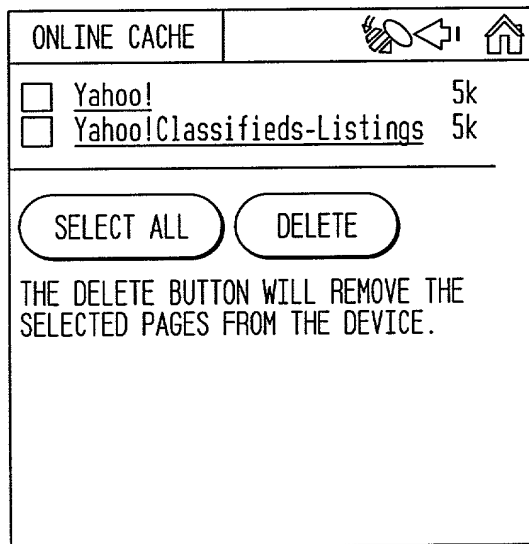 ONLINE CACHE
Yahoo! 5k
Yahoo!Classifieds-Listings 5k
SELECT ALL DELETE
THE DELETE BUTTON WILL REMOVE THE
SELECTED PAGES FROM THE DEVICE.